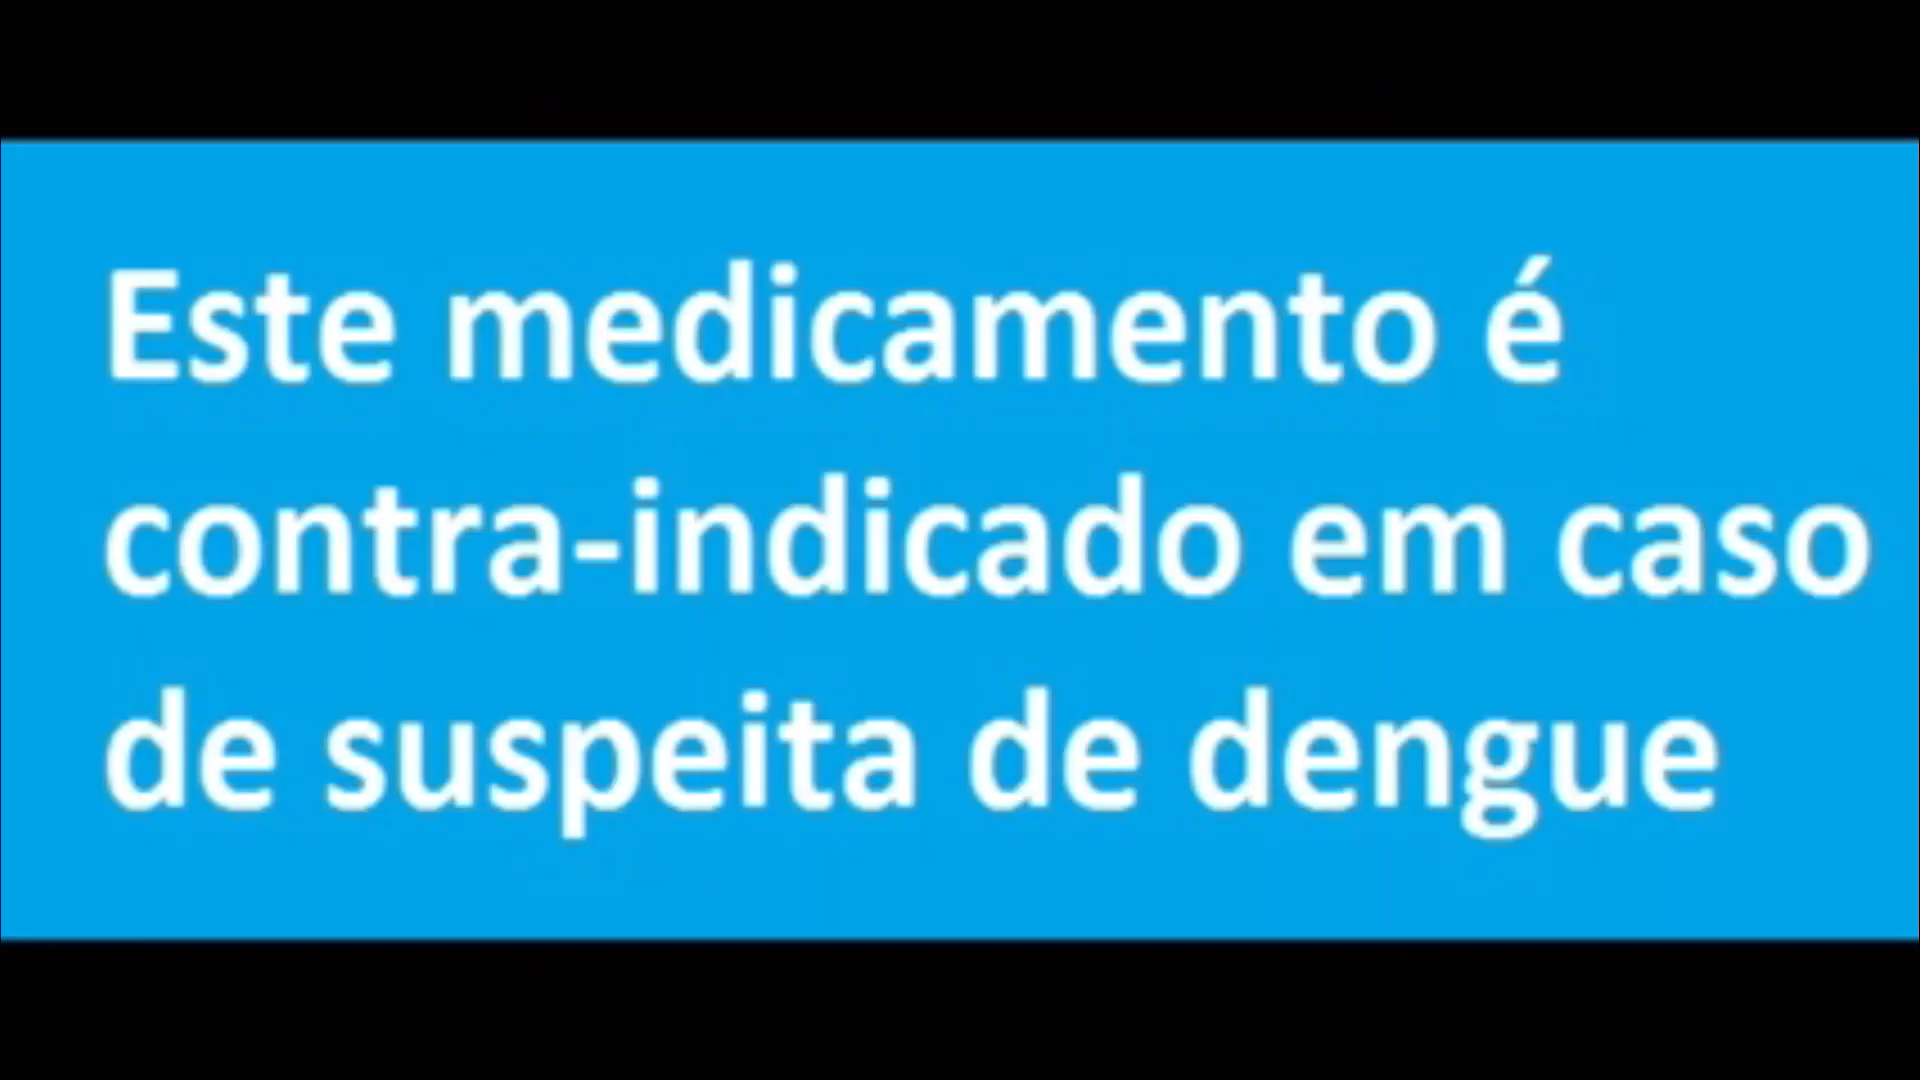 Este medicamento é
contra-indicado em caso
de suspeita de dengue